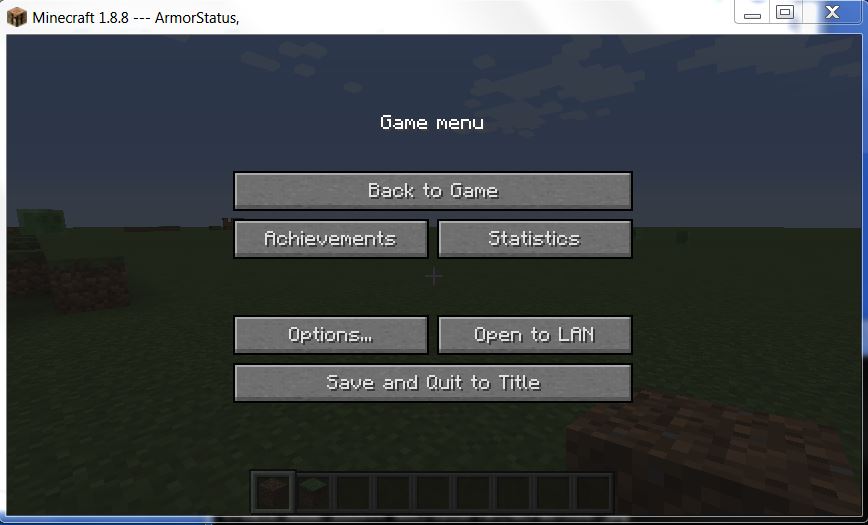 Minecraft 1.8.8 --- ArmorStatus,
Game menu
Back to Game
Achievements
Statistics
Options...
Open to LAN
Save and Quit to Title